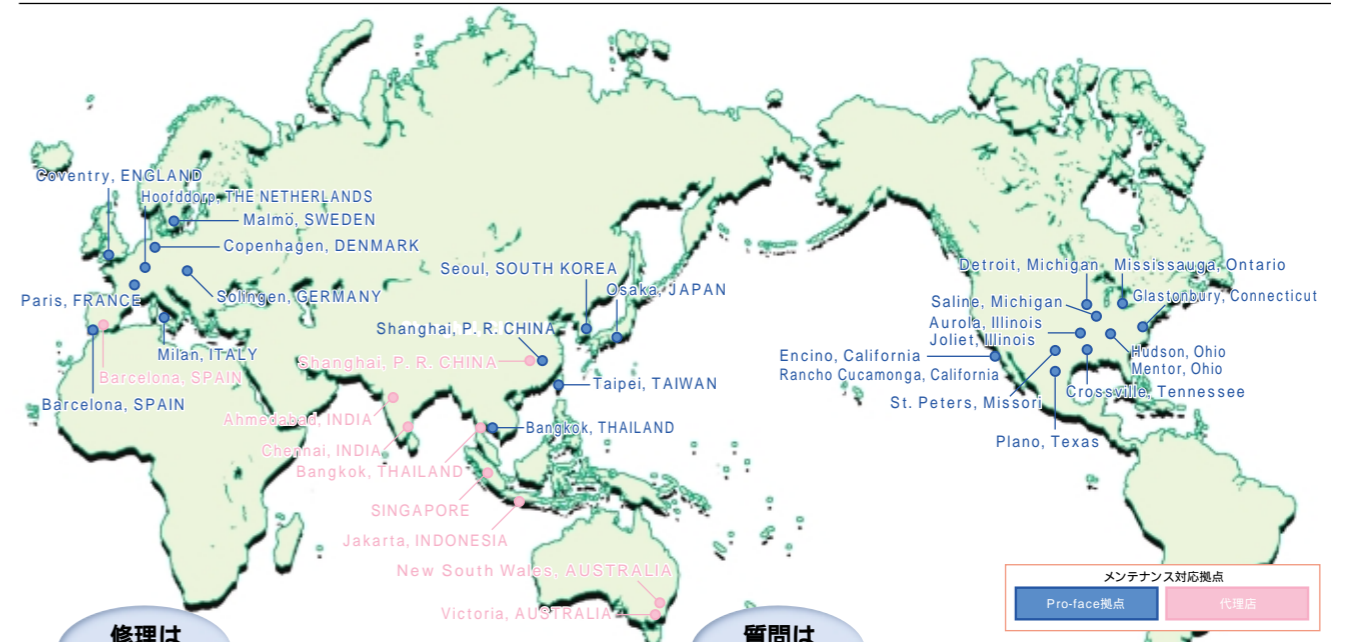 Coventry, ENGLAND
Hoofddorp, THE NETHERLANDS
Malmö, SWEDEN
Copenhagen, DENMARK
Solingen, GERMANY
Paris, FRANCE
Milan, ITALY
Barcelona, SPAIN
Barcelona, SPAIN
Seoul, SOUTH KOREA
Osaka, JAPAN
Shanghai, P. R. CHINA
Shanghai, P. R. CHINA
Taipei, TAIWAN
Ahmedabad, INDIA
Bangkok, THAILAND
Chennai, INDIA
Bangkok, THAILAND
SINGAPORE
Jakarta, INDONESIA
New South Wales, AUSTRALIA
Victoria, AUSTRALIA
Detroit, Michigan
Mississauga, Ontario
Saline, Michigan
Glastonbury, Connecticut
Aurola, Illinois
Joliet, Illinois
Encino, California
Rancho Cucamonga, California
Hudson, Ohio
Mentor, Ohio
St. Peters, Missori
Crossville, Tennessee
Plano, Texas
メンテナンス対応拠点
Pro-face拠点
代理店
修理は
質問は